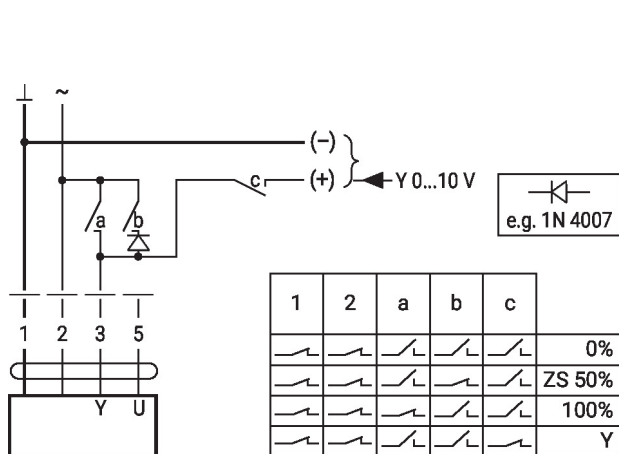 ⊥ ~
(–)
c (+) Y 0...10 V
a b
e.g. 1N 4007
1 2 a b c
1 2 3 5
0%
ZS 50%
100%
Y U
Y